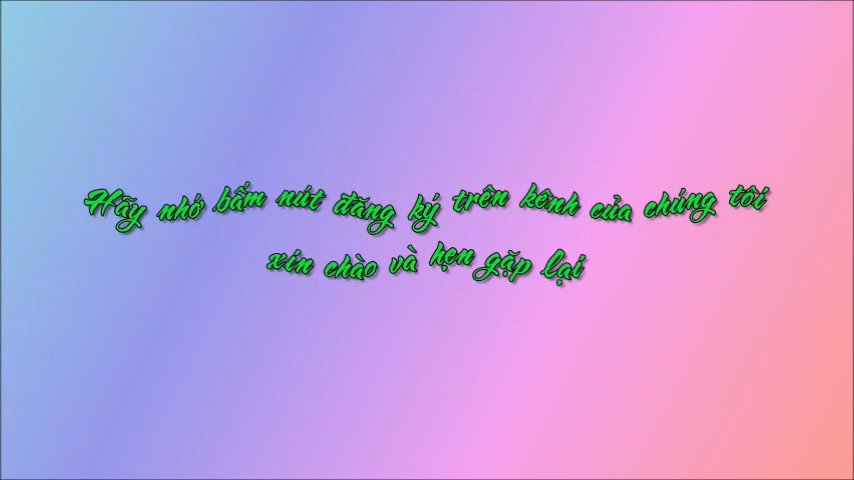 Hãy nhớ bấm nút đăng ký trên kênh của chúng tôi
xin chào và hẹn gặp lại